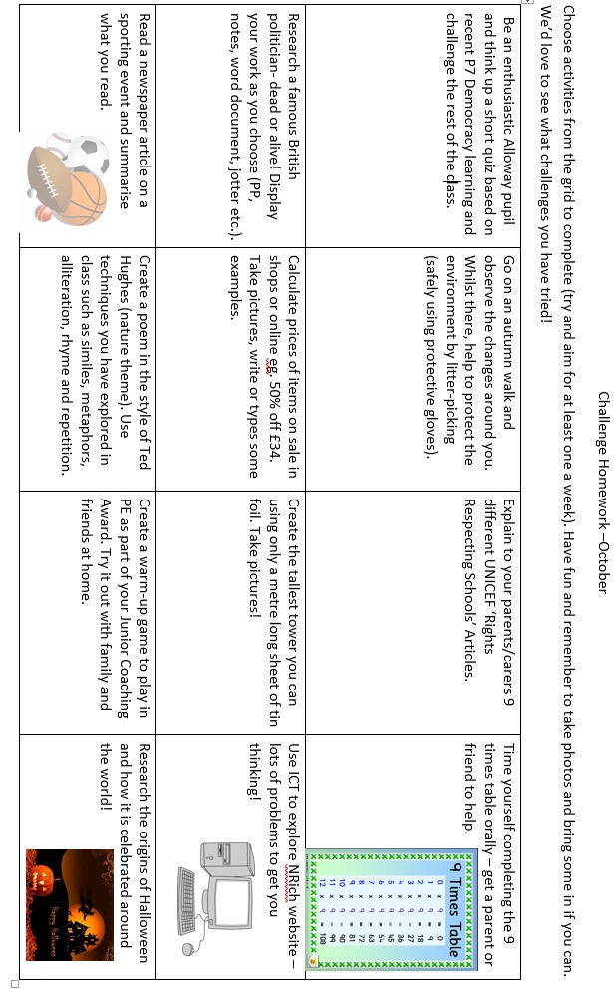 Challenge Homework –October
Choose activities from the grid to complete (try and aim for at least one a week). Have fun and remember to take photos and bring some in if you can.
We'd love to see what challenges you have tried!
Be an enthusiastic Alloway pupil
and think up a short quiz based on
recent P7 Democracy learning and
challenge the rest of the class.
Go on an autumn walk and
observe the changes around you.
Whilst there, help to protect the
environment by litter-picking
(safely using protective gloves).
Explain to your parents/carers 9
different UNICEF 'Rights
Respecting Schools' Articles.
Time yourself completing the 9
times table orally – get a parent or
friend to help.
9 Times Table
0 x 9 = 0
1 x 9 = 9
2 x 9 = 18
3 x 9 = 27
4 x 9 = 36
5 x 9 = 45
6 x 9 = 54
7 x 9 = 63
8 x 9 = 72
9 x 9 = 81
10 x 9 = 90
11 x 9 = 99
12 x 9 = 108
Research a famous British
politician- dead or alive! Display
your work as you choose (PP,
notes, word document, jotter etc.).
Calculate prices of items on sale in
shops or online eg. 50% off £34.
Take pictures, write or types some
examples.
Create the tallest tower you can
using only a metre long sheet of tin
foil. Take pictures!
Use ICT to explore NRich website –
lots of problems to get you
thinking!
Read a newspaper article on a
sporting event and summarise
what you read.
Create a poem in the style of Ted
Hughes (nature theme). Use
techniques you have explored in
class such as similes, metaphors,
alliteration, rhyme and repetition.
Create a warm-up game to play in
PE as part of your Junior Coaching
Award. Try it out with family and
friends at home.
Research the origins of Halloween
and how it is celebrated around
the world!
Happy Halloween